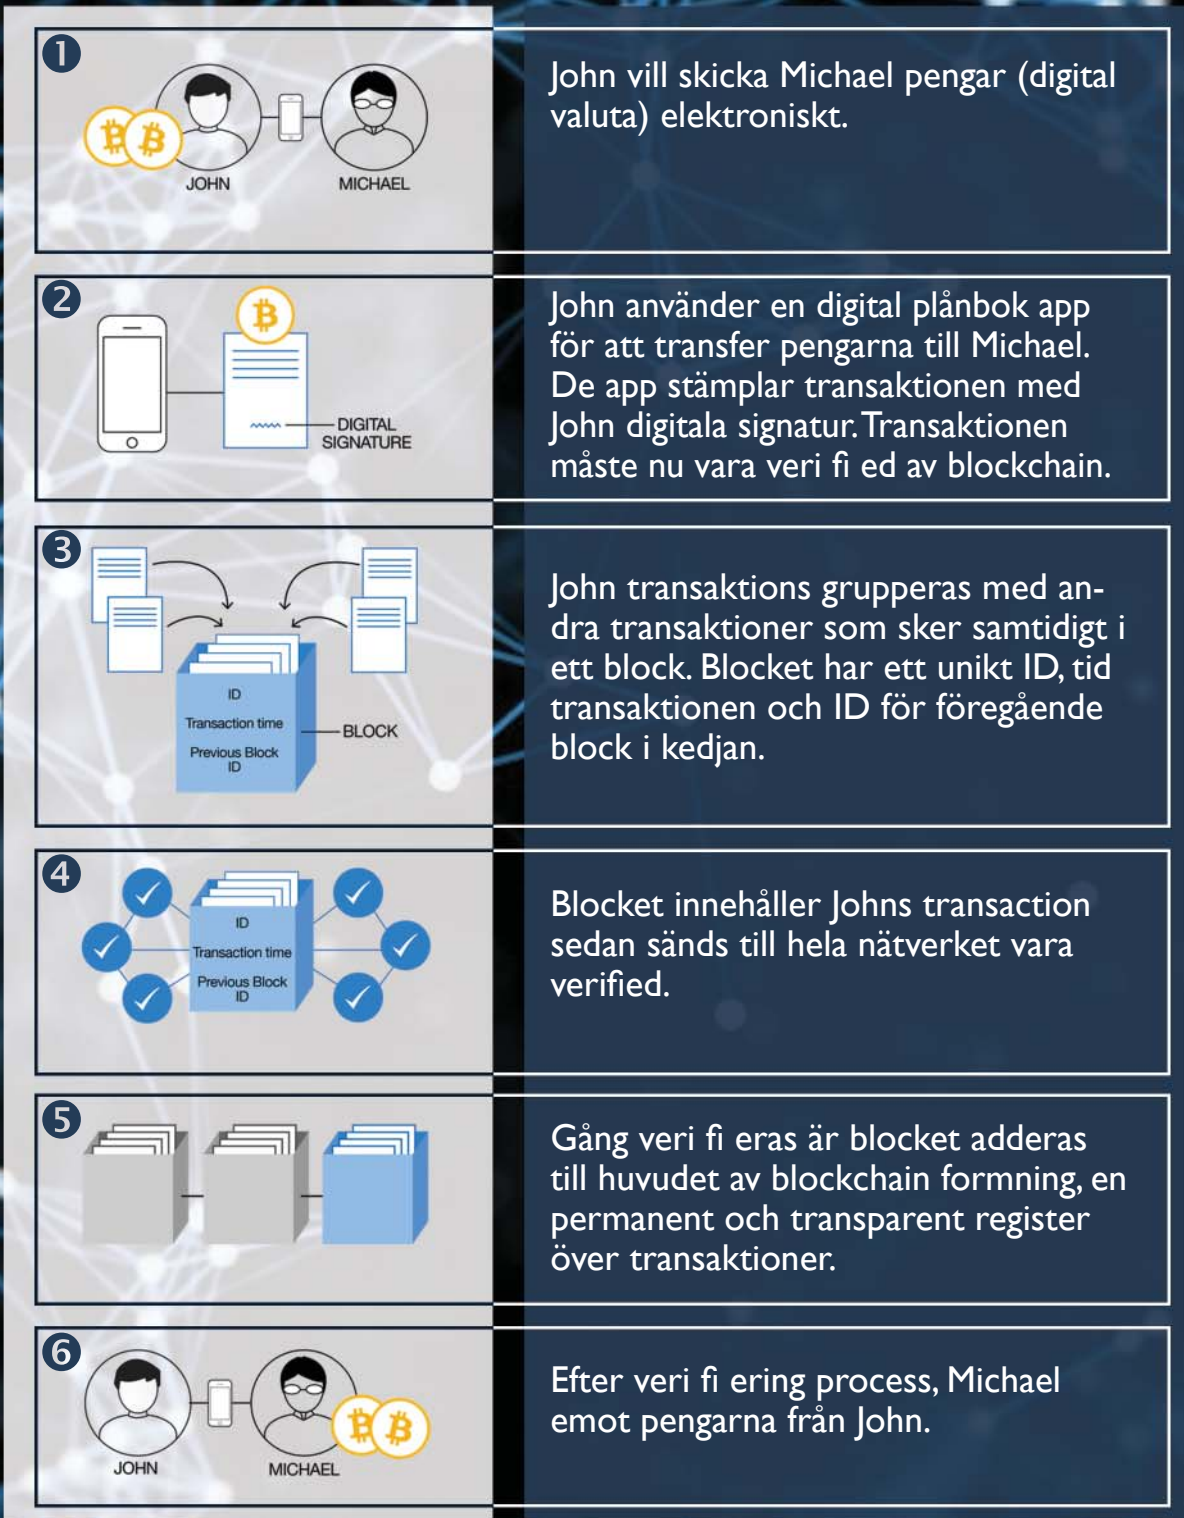 1
JOHN
MICHAEL
John vill skicka Michael pengar (digital
valuta) elektroniskt.
2
DIGITAL
SIGNATURE
John använder en digital plånbok app
för att transfer pengarna till Michael.
De app stämplar transaktionen med
John digitala signatur. Transaktionen
måste nu vara veri fi ed av blockchain.
3
ID
Transaction time
Previous Block
ID
BLOCK
John transaktions grupperas med an-
dra transaktioner som sker samtidigt i
ett block. Blocket har ett unikt ID, tid
transaktionen och ID för föregående
block i kedjan.
4
ID
Transaction time
Previous Block
ID
Blocket innehåller Johns transaction
sedan sänds till hela nätverket vara
verified.
5
Gång veri fi eras är blocket adderas
till huvudet av blockchain formning, en
permanent och transparent register
över transaktioner.
6
JOHN
MICHAEL
Efter veri fi ering process, Michael
emot pengarna från John.